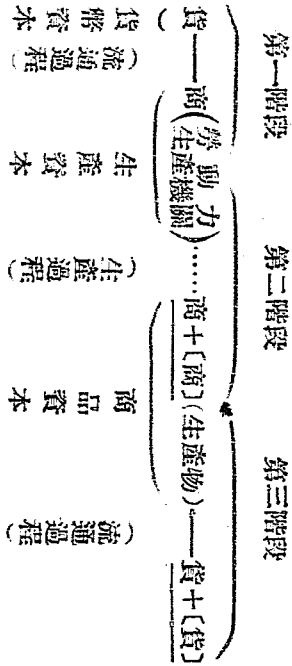 第一階段　第二階段　第三階段
貨——商(勞動力 生產機關)……商+〔商〕(生產物)——貨+〔貨〕
貨幣資本
(流通過程)
生產資本
(生產過程)
商品資本
(流通過程)